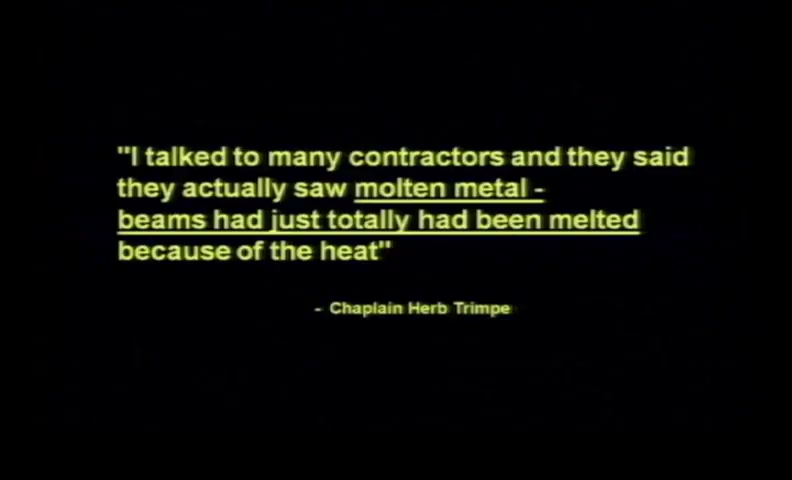 "I talked to many contractors and they said
they actually saw molten metal -
beams had just totally had been melted
because of the heat"
- Chaplain Herb Trimpe